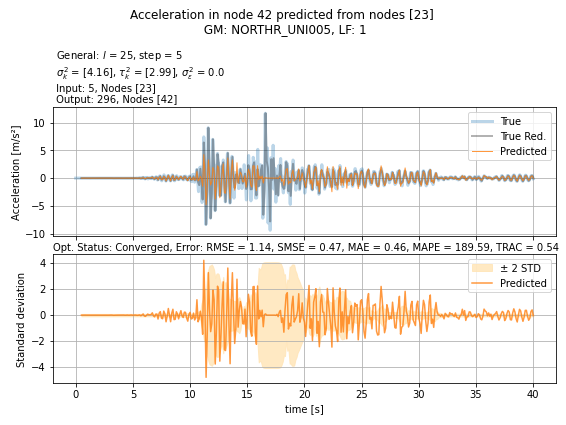 Acceleration in node 42 predicted from nodes [23]
GM: NORTHR_UNI005, LF: 1
General: l = 25, step = 5
σ²ₖ = [4.16], τ²ₖ = [2.99], σ²ε = 0.0
Input: 5, Nodes [23]
Output: 296, Nodes [42]
Acceleration [m/s²]
10
5
0
−5
−10
True
True Red.
Predicted
Opt. Status: Converged, Error: RMSE = 1.14, SMSE = 0.47, MAE = 0.46, MAPE = 189.59, TRAC = 0.54
Standard deviation
4
2
0
−2
−4
± 2 STD
Predicted
0 5 10 15 20 25 30 35 40
time [s]